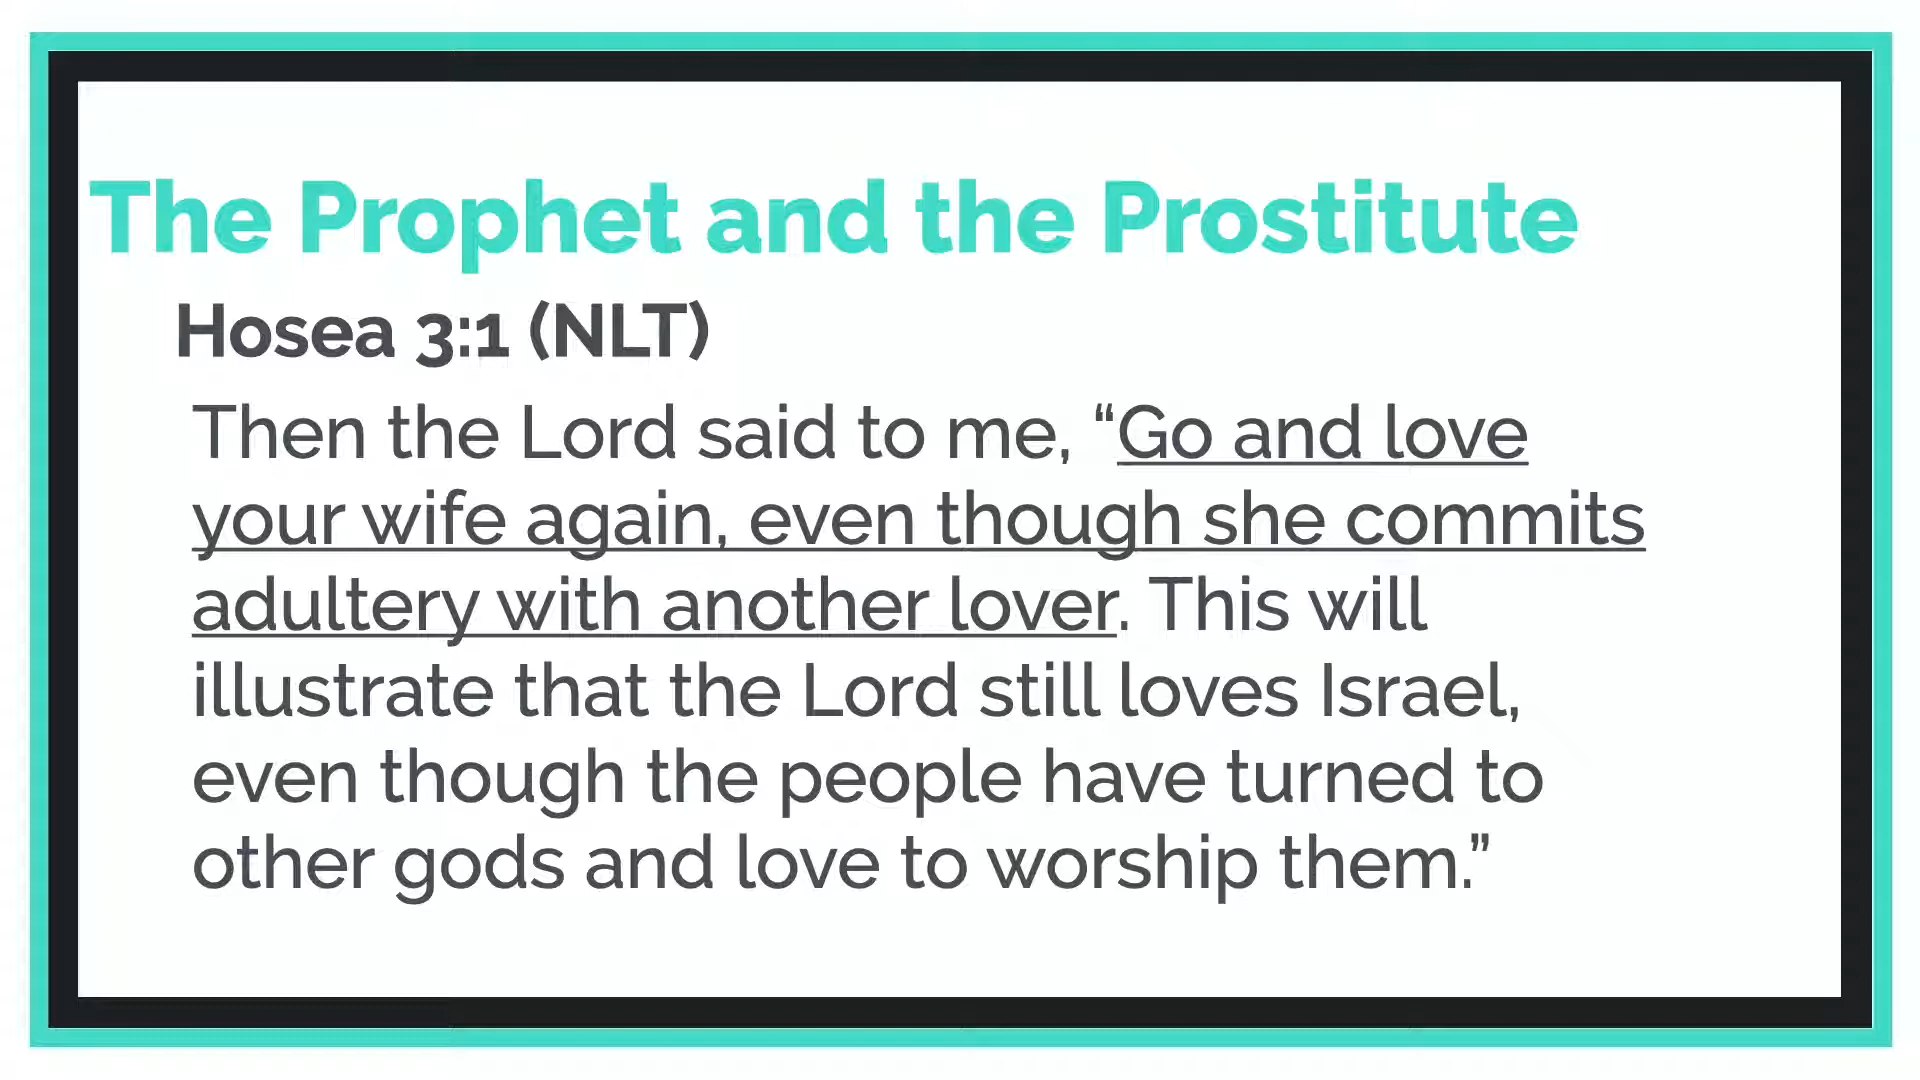 The Prophet and the Prostitute
Hosea 3:1 (NLT)
Then the Lord said to me, “Go and love
your wife again, even though she commits
adultery with another lover. This will
illustrate that the Lord still loves Israel,
even though the people have turned to
other gods and love to worship them.”